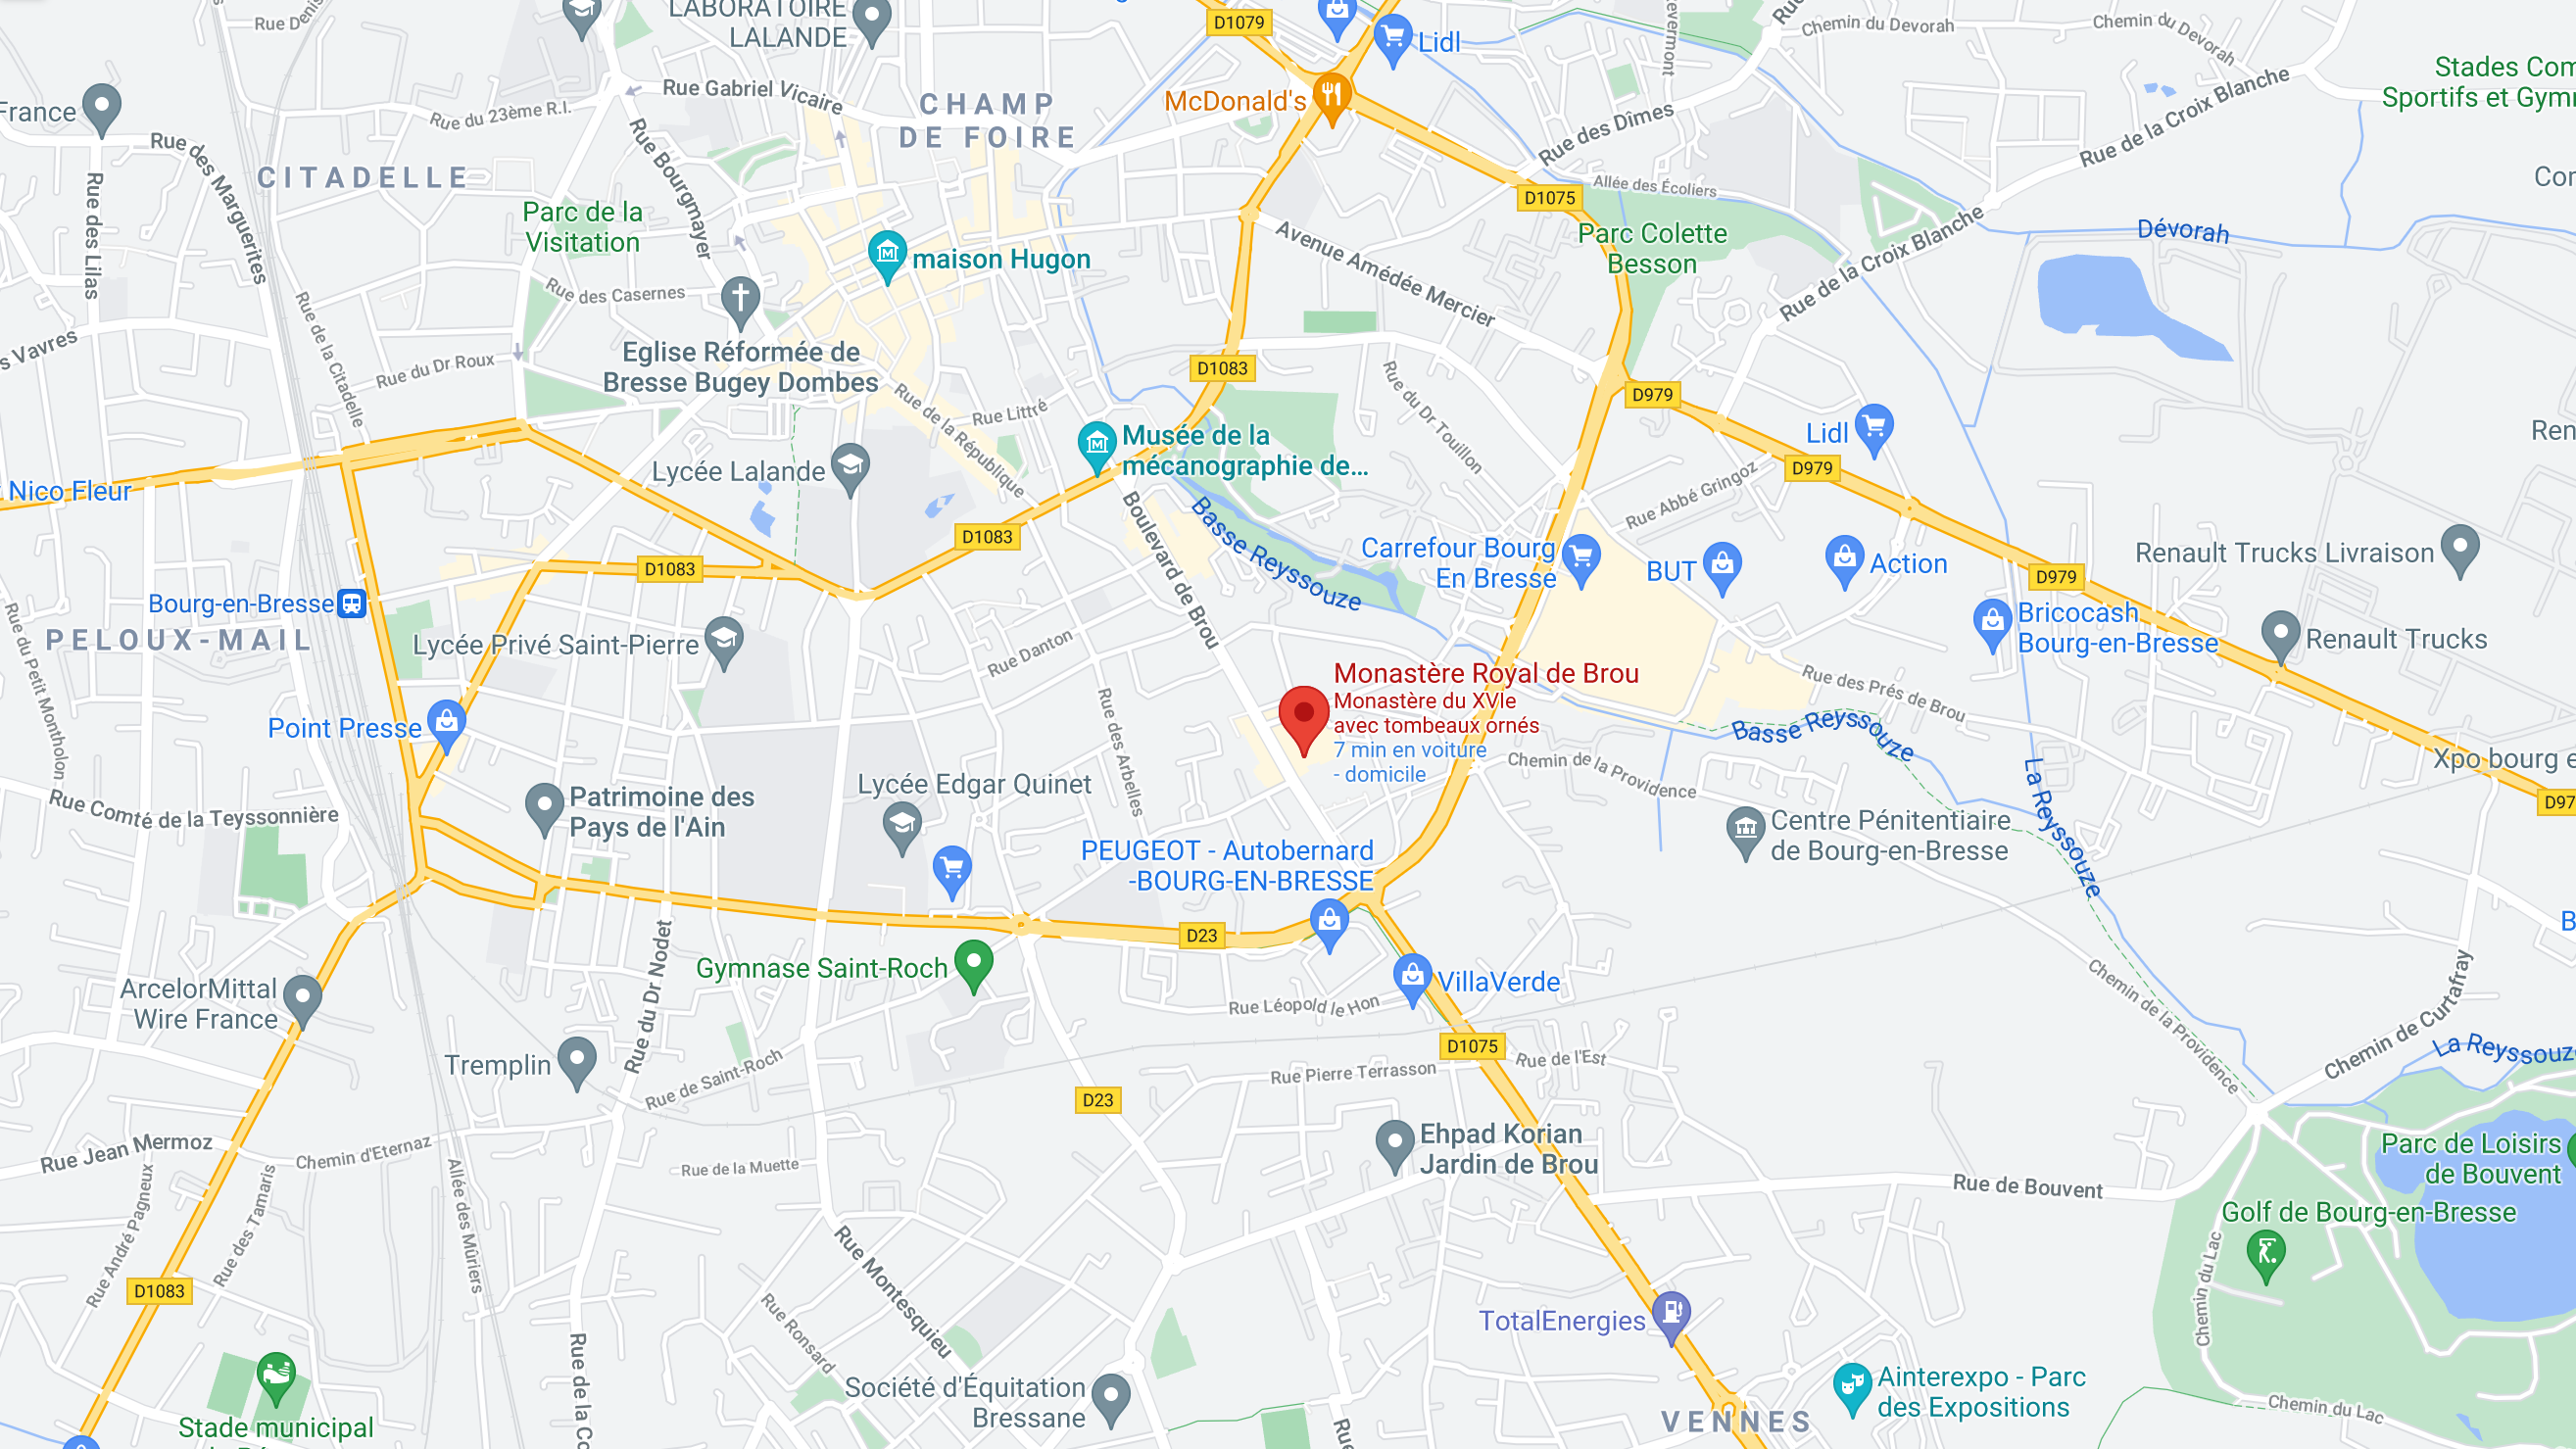 Rue Denis
LABORATOIRE
LALANDE
D1079
Lidl
Chemin du Devorah
Chemin du Devorah
Stades Com
Sportifs et Gym
France
Rue des Marguerites
Rue du 23ème R.I.
Rue Gabriel Vicaire
CHAMP
DE FOIRE
McDonald's
Rue des Dîmes
Rue de la Croix Blanche
CITADELLE
Rue des Lilas
Rue Bourgmayer
Allée des Écoliers
D1075
Parc de la
Visitation
maison Hugon
Avenue Amédée Mercier
Parc Colette
Besson
Rue de la Croix Blanche
Dévorah
Rue des Casernes
Rue de la Citadelle
s Vavres
Rue du Dr Roux
Eglise Réformée de
Bresse Bugey Dombes
D1083
Rue du Dr Touillon
D979
Rue Littré
Rue de la République
Musée de la
mécanographie de...
Lidl
D979
Ren
Lycée Lalande
Nico Fleur
Rue Abbé Gringoz
D1083
D1083
Boulevard de Brou
Basse Reyssouze
Carrefour Bourg
En Bresse
BUT
Action
D979
Renault Trucks Livraison
Bourg-en-Bresse
PELOUX-MAIL
Rue du Petit Montholon
Lycée Privé Saint-Pierre
Rue Danton
Bricocash
Bourg-en-Bresse
Renault Trucks
Monastère Royal de Brou
Monastère du XVIe
avec tombeaux ornés
7 min en voiture
- domicile
Rue des Prés de Brou
Basse Reyssouze
Point Presse
Rue des Arbelles
Chemin de la Providence
La Reyssouze
Xpo bourg e
D97
Rue Comté de la Teyssonnière
Patrimoine des
Pays de l'Ain
Lycée Edgar Quinet
PEUGEOT - Autobernard
-BOURG-EN-BRESSE
Centre Pénitentiaire
de Bourg-en-Bresse
D23
Gymnase Saint-Roch
Rue du Dr Nodet
VillaVerde
Rue Léopold le Hon
Chemin de la Providence
Chemin de Curtafray
ArcelorMittal
Wire France
Tremplin
Rue de Saint-Roch
D1075
Rue de l'Est
Rue Pierre Terrasson
La Reyssouz
D23
Rue Jean Mermoz
Chemin d'Eternaz
Rue de la Muette
Ehpad Korian
Jardin de Brou
Parc de Loisirs
de Bouvent
Rue de Bouvent
Golf de Bourg-en-Bresse
Rue André Pagneux
Rue des Tamaris
Allée des Mûriers
Rue Montesquieu
Chemin du Lac
D1083
Rue Ronsard
TotalEnergies
Rue de la Co
Société d'Équitation
Bressane
Ainterexpo - Parc
des Expositions
VENNES
Chemin du Lac
Stade municipal
Rue